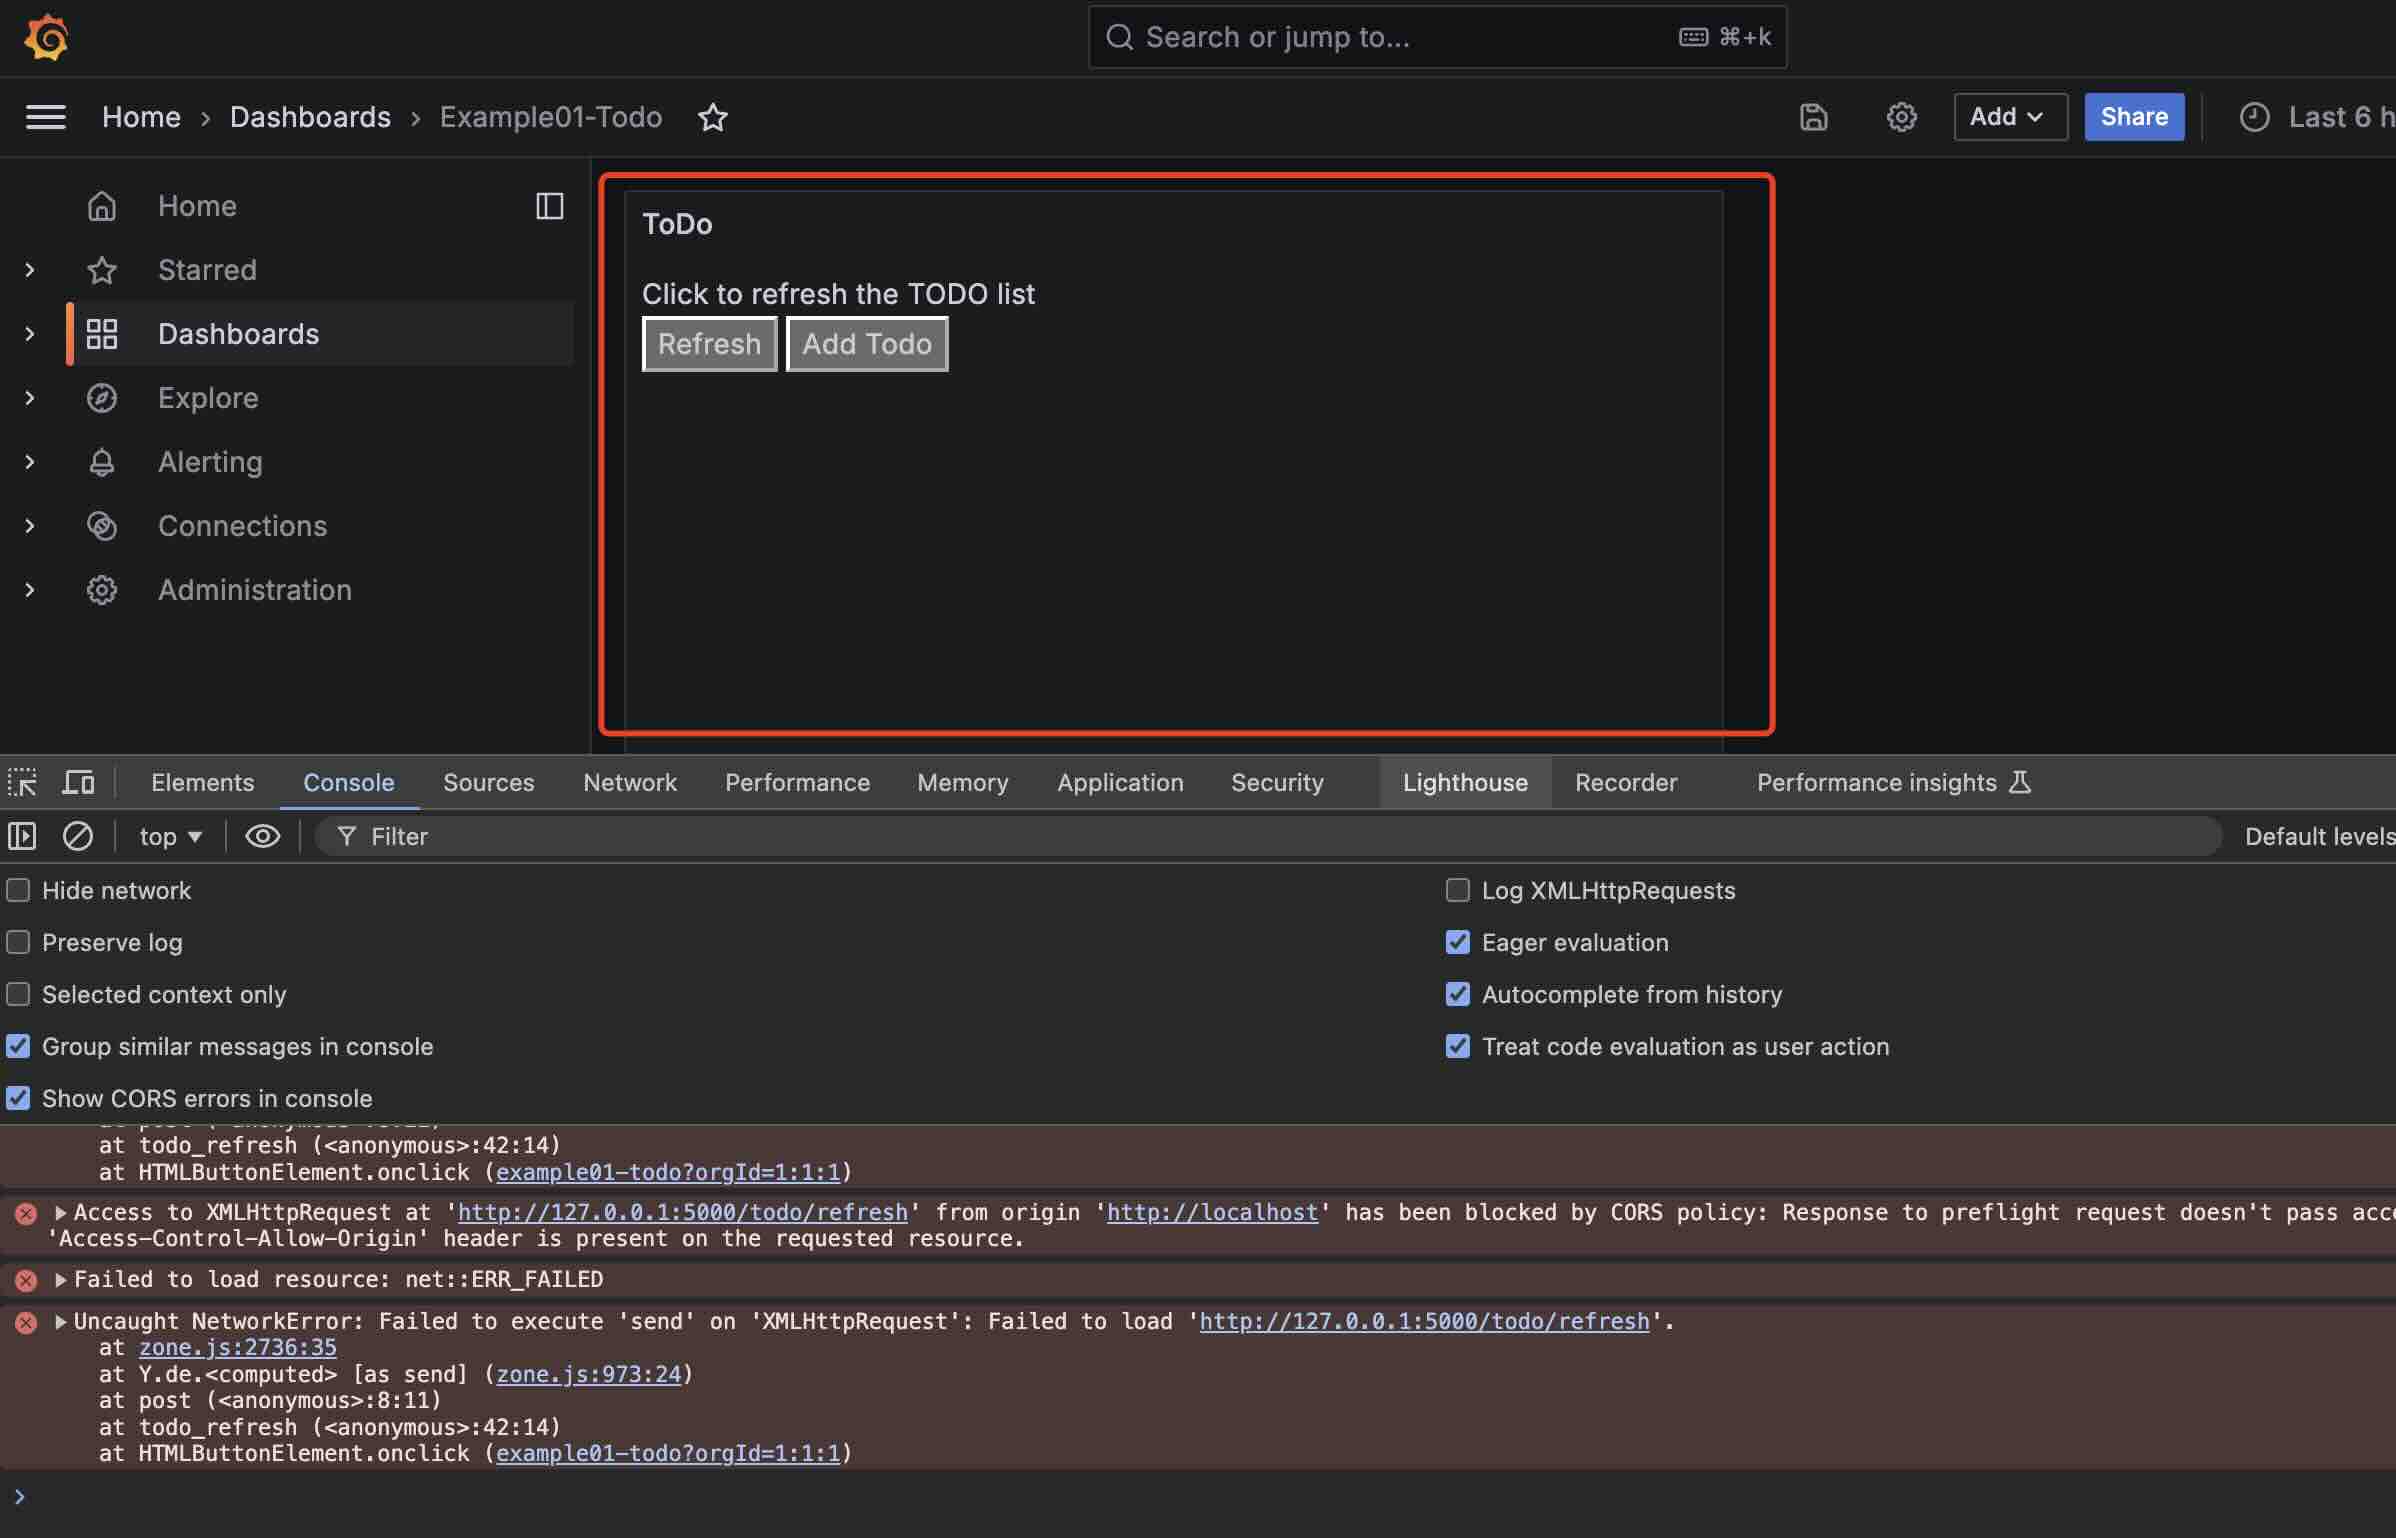 Search or jump to...
⌘+k
Home › Dashboards › Example01-Todo
Add
Share
Last 6 h
Home
Starred
Dashboards
Explore
Alerting
Connections
Administration
ToDo
Click to refresh the TODO list
Refresh
Add Todo
Elements
Console
Sources
Network
Performance
Memory
Application
Security
Lighthouse
Recorder
Performance insights
top
Filter
Default levels
Hide network
Log XMLHttpRequests
Preserve log
Eager evaluation
Selected context only
Autocomplete from history
Group similar messages in console
Treat code evaluation as user action
Show CORS errors in console
at todo_refresh (<anonymous>:42:14)
at HTMLButtonElement.onclick (example01-todo?orgId=1:1:1)
Access to XMLHttpRequest at 'http://127.0.0.1:5000/todo/refresh' from origin 'http://localhost' has been blocked by CORS policy: Response to preflight request doesn't pass acc
'Access-Control-Allow-Origin' header is present on the requested resource.
Failed to load resource: net::ERR_FAILED
Uncaught NetworkError: Failed to execute 'send' on 'XMLHttpRequest': Failed to load 'http://127.0.0.1:5000/todo/refresh'.
at zone.js:2736:35
at Y.de.<computed> [as send] (zone.js:973:24)
at post (<anonymous>:8:11)
at todo_refresh (<anonymous>:42:14)
at HTMLButtonElement.onclick (example01-todo?orgId=1:1:1)